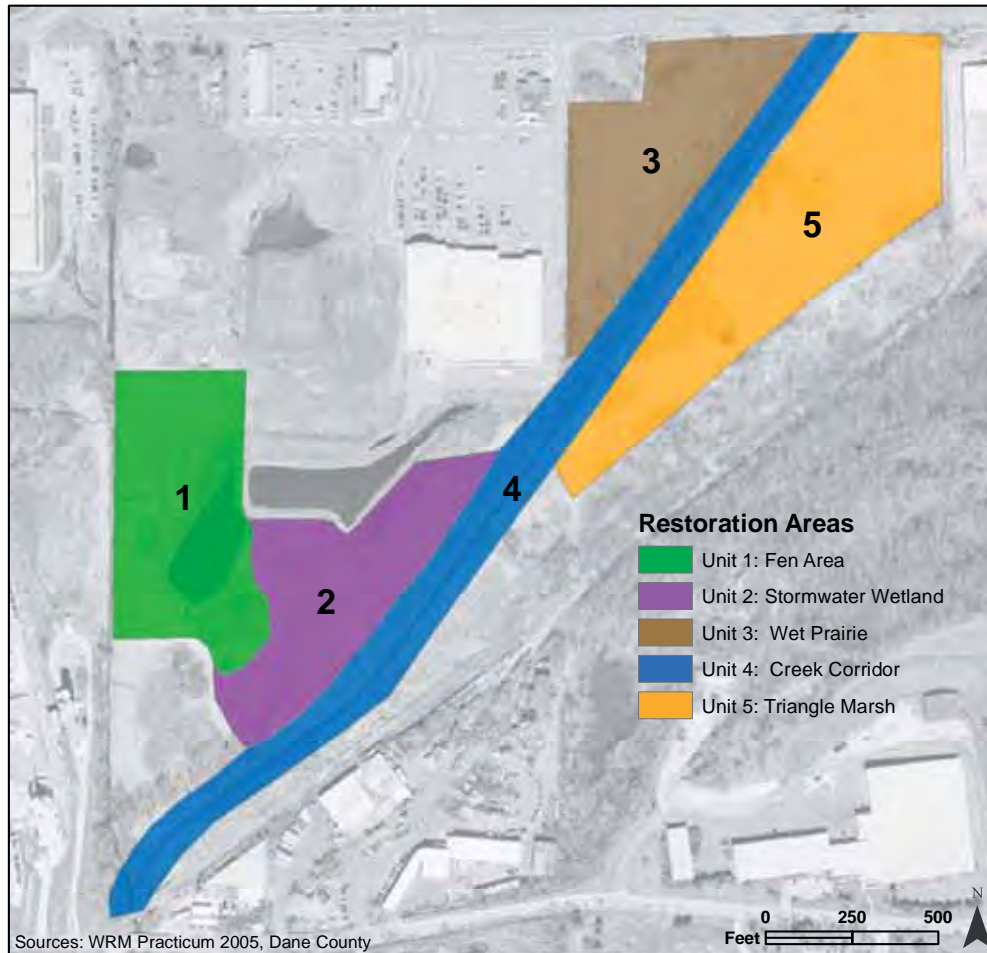 3
5
1
4
2
Restoration Areas
Unit 1: Fen Area
Unit 2: Stormwater Wetland
Unit 3: Wet Prairie
Unit 4: Creek Corridor
Unit 5: Triangle Marsh
N
0 250 500
Feet
Sources: WRM Practicum 2005, Dane County